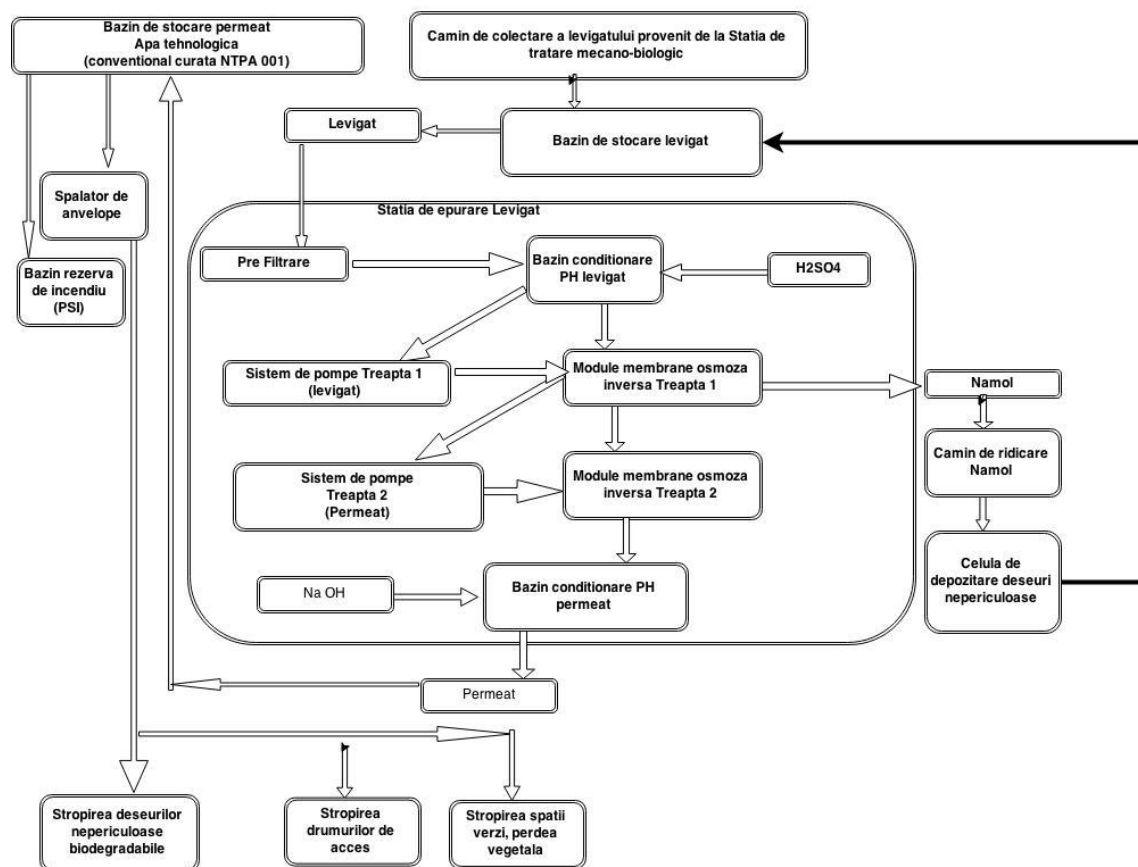 Bazin de stocare permeat
Apa tehnologica
(conventional curata NTPA 001)
Camin de colectare a levigatului provenit de la Statia de
tratare mecano-biologic
Levigat
Bazin de stocare levigat
Spalator de
anvelope
Statia de epurare Levigat
Pre Filtrare
Bazin conditionare
PH levigat
H2SO4
Bazin rezerva
de incendiu
(PSI)
Sistem de pompe Treapta 1
(levigat)
Module membrane osmoza
inversa Treapta 1
Namol
Camin de ridicare
Namol
Sistem de pompe
Treapta 2
(Permeat)
Module membrane osmoza
inversa Treapta 2
Celula de
depozitare deseuri
nepericuloase
Na OH
Bazin conditionare PH
permeat
Permeat
Stropirea deseurilor
nepericuloase
biodegradabile
Stropirea
drumurilor de
acces
Stropirea spatii
verzi, perdea
vegetala